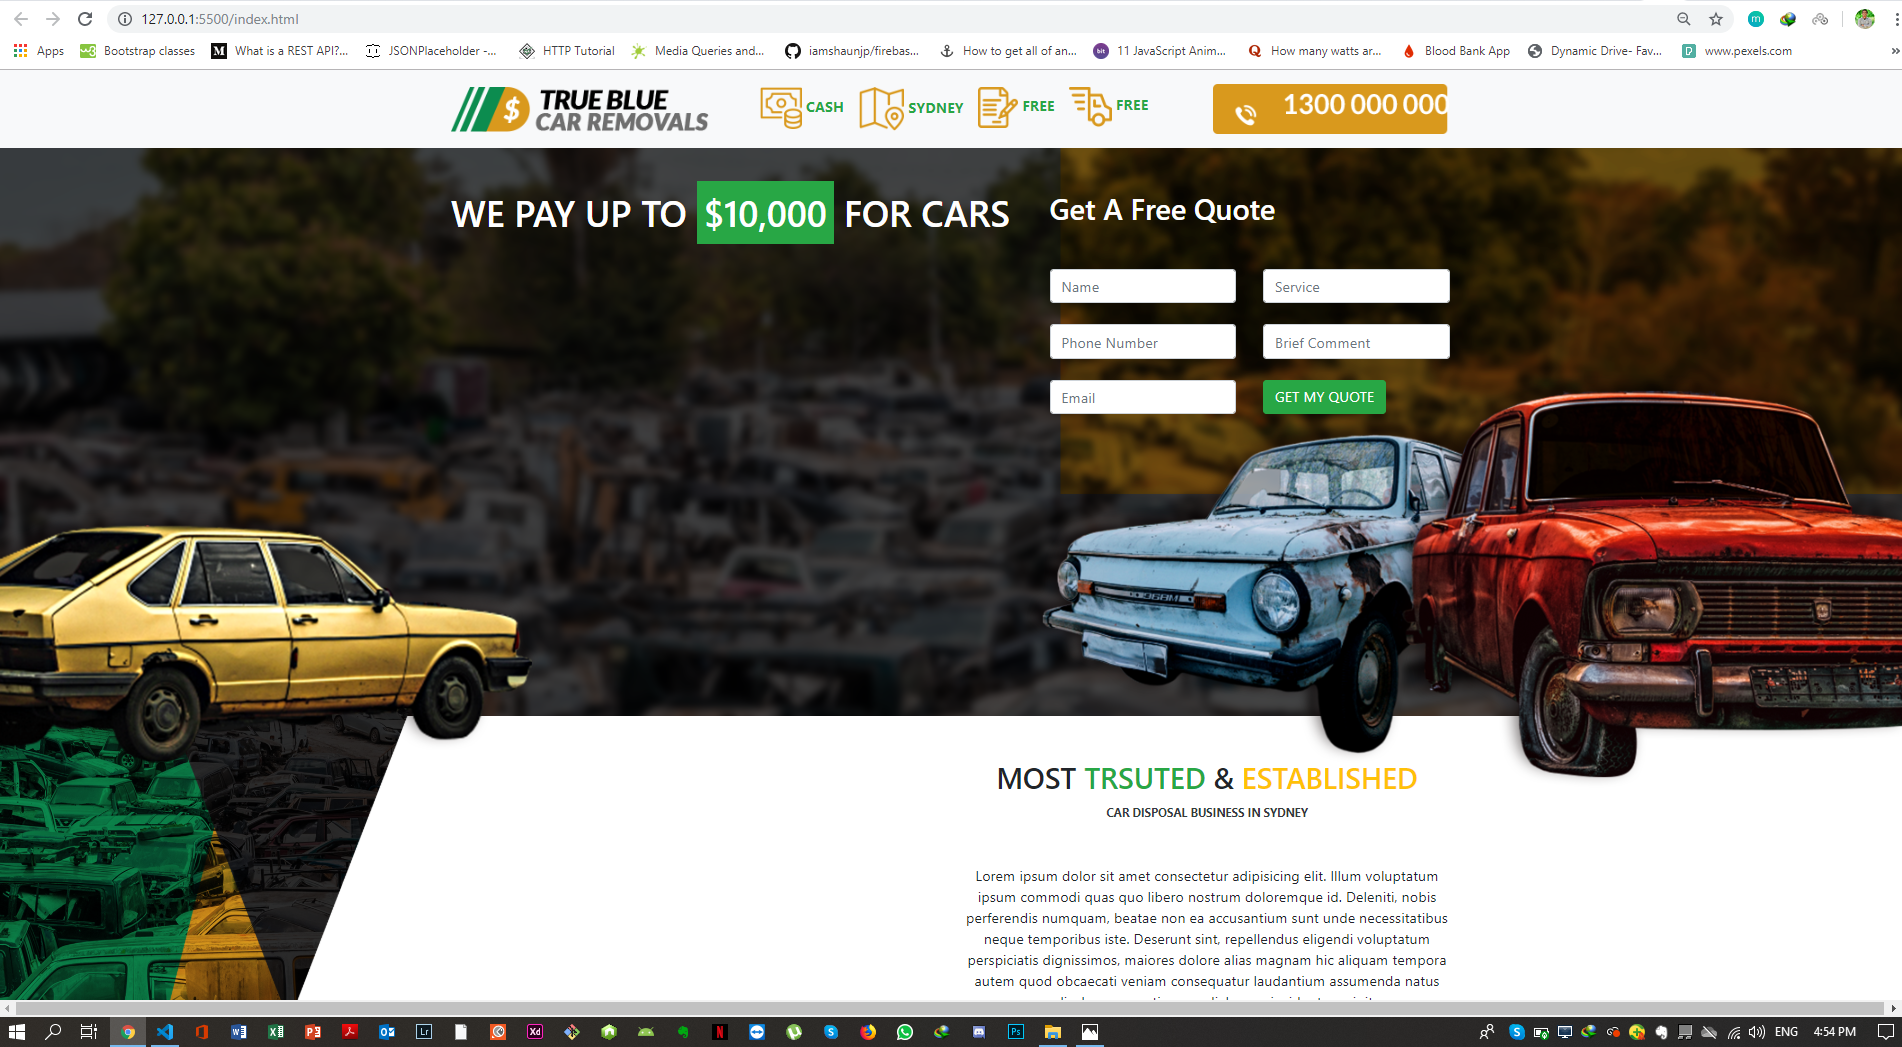 127.0.0.1:5500/index.html
m
Apps
Bootstrap classes
What is a REST API?...
JSONPlaceholder -...
HTTP Tutorial
Media Queries and...
iamshaunjp/firebas...
How to get all of an...
11 JavaScript Anim...
How many watts ar...
Blood Bank App
Dynamic Drive- Fav...
www.pexels.com
$ TRUE BLUE
CAR REMOVALS
CASH
SYDNEY
FREE
FREE
1300 000 000
WE PAY UP TO $10,000 FOR CARS
Get A Free Quote
Name
Service
Phone Number
Brief Comment
Email
GET MY QUOTE
MOST TRSUTED & ESTABLISHED
CAR DISPOSAL BUSINESS IN SYDNEY
Lorem ipsum dolor sit amet consectetur adipisicing elit. Illum voluptatum
ipsum commodi quas quo libero nostrum doloremque id. Deleniti, nobis
perferendis numquam, beatae non ea accusantium sunt unde necessitatibus
neque temporibus iste. Deserunt sint, repellendus eligendi voluptatum
perspiciatis dignissimos, maiores dolore alias magnam hic aliquam tempora
autem quod obcaecati veniam consequatur laudantium assumenda natus
ENG
4:54 PM